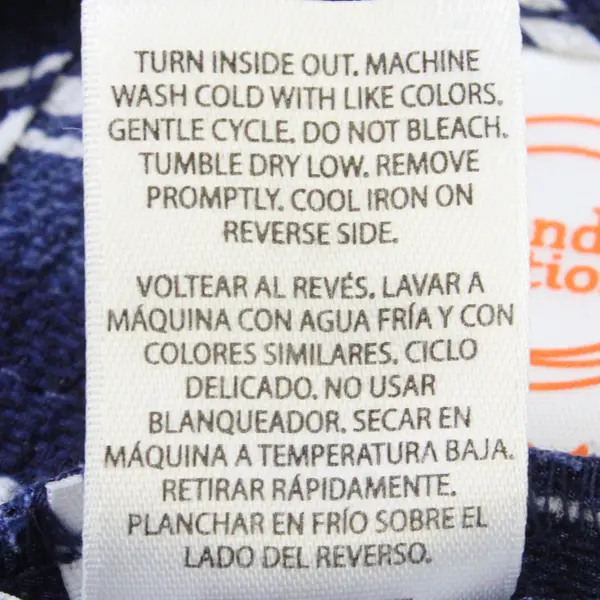 TURN INSIDE OUT. MACHINE
WASH COLD WITH LIKE COLORS.
GENTLE CYCLE. DO NOT BLEACH.
TUMBLE DRY LOW. REMOVE
PROMPTLY. COOL IRON ON
REVERSE SIDE.
VOLTEAR AL REVÉS. LAVAR A
MÁQUINA CON AGUA FRÍA Y CON
COLORES SIMILARES. CICLO
DELICADO. NO USAR
BLANQUEADOR. SECAR EN
MÁQUINA A TEMPERATURA BAJA.
RETIRAR RÁPIDAMENTE.
PLANCHAR EN FRÍO SOBRE EL
LADO DEL REVERSO.